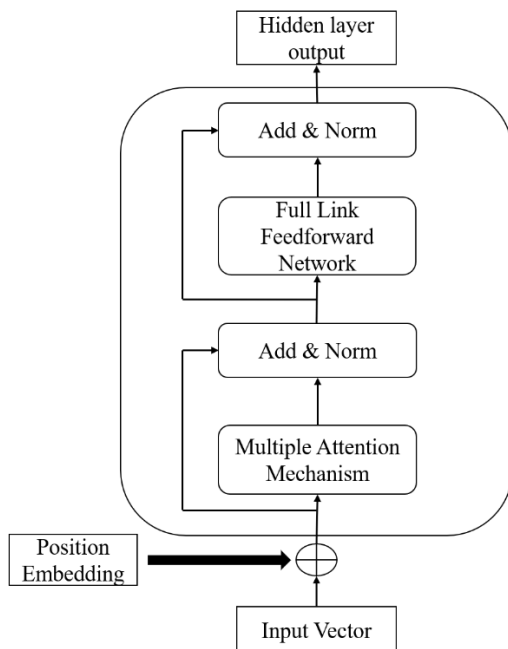 Hidden layer
output
Add & Norm
Full Link
Feedforward
Network
Add & Norm
Multiple Attention
Mechanism
Position
Embedding
Input Vector